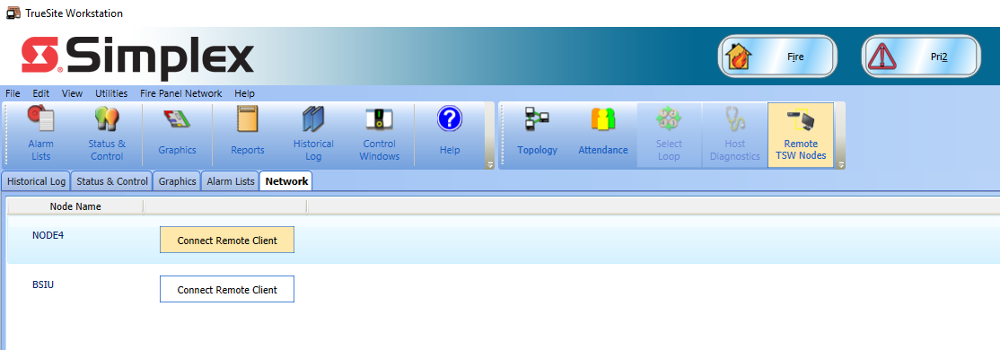 TrueSite Workstation
Simplex
Fire
Pri2
File Edit View Utilities Fire Panel Network Help
Alarm Lists
Status & Control
Graphics
Reports
Historical Log
Control Windows
Help
Topology
Attendance
Select Loop
Host Diagnostics
Remote TSW Nodes
Historical Log Status & Control Graphics Alarm Lists Network
Node Name
NODE4 Connect Remote Client
BSIU Connect Remote Client